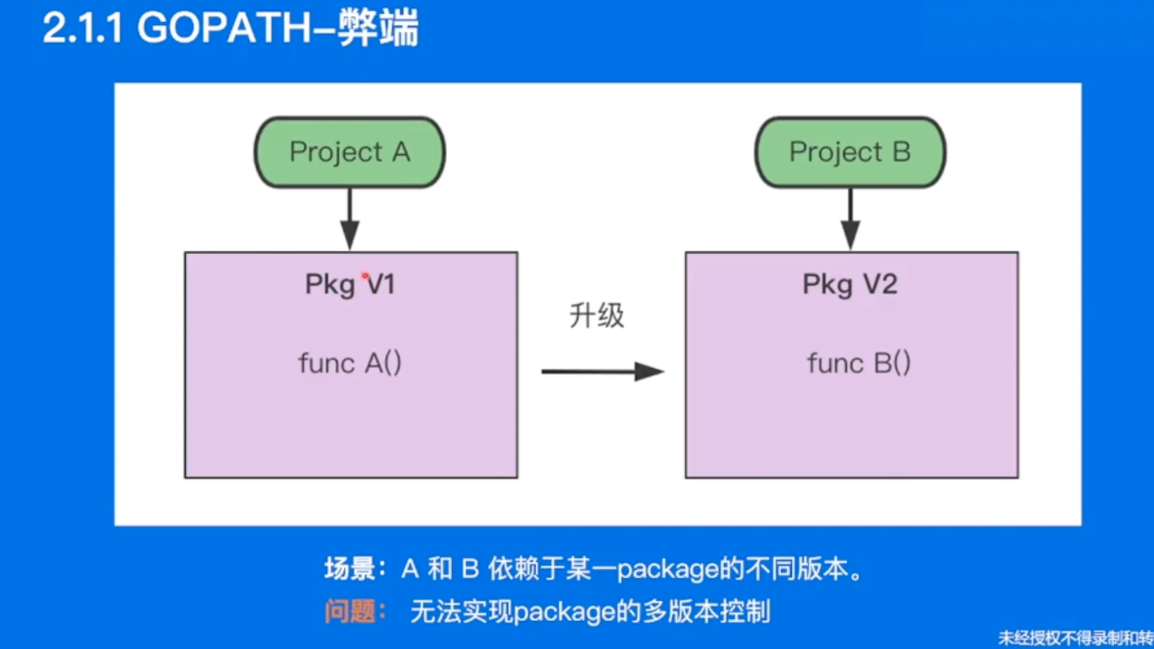 2.1.1 GOPATH-弊端
Project A
Project B
Pkg V1
Pkg V2
升级
func A()
func B()
场景：A 和 B 依赖于某一package的不同版本。
问题： 无法实现package的多版本控制
未经授权不得录制和转